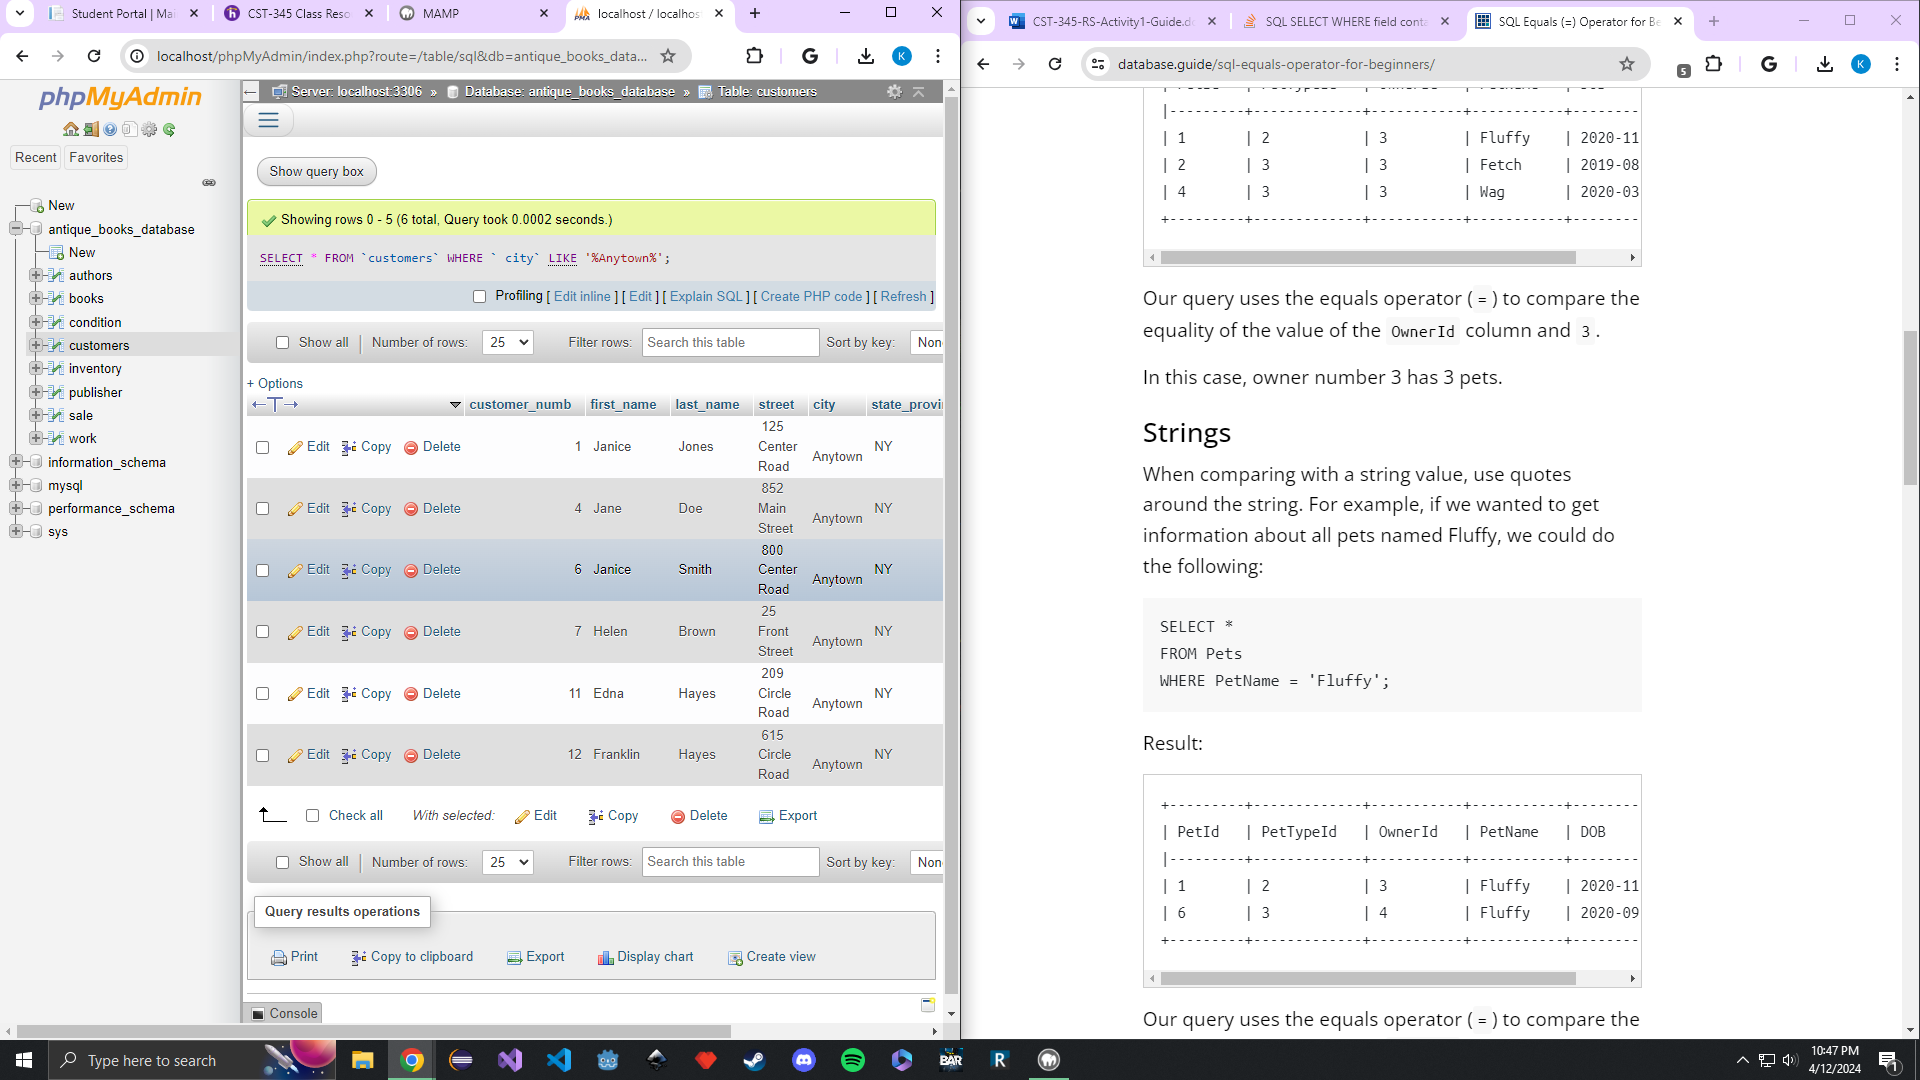 Student Portal | Mai
CST-345 Class Reso
MAMP
localhost / localhos
localhost/phpMyAdmin/index.php?route=/table/sql&db=antique_books_data...
K
phpMyAdmin
Recent
Favorites
New
antique_books_database
New
authors
books
condition
customers
inventory
publisher
sale
work
information_schema
mysql
performance_schema
sys
Server: localhost:3306 » Database: antique_books_database » Table: customers
Show query box
Showing rows 0 - 5 (6 total, Query took 0.0002 seconds.)
SELECT * FROM `customers` WHERE ` city` LIKE '%Anytown%';
Profiling [ Edit inline ] [ Edit ] [ Explain SQL ] [ Create PHP code ] [ Refresh ]
Show all | Number of rows: 25 Filter rows: Search this table Sort by key: Non
+ Options
←T→ customer_numb first_name last_name street city state_provi
Edit Copy Delete 1 Janice Jones 125 Center Road Anytown NY
Edit Copy Delete 4 Jane Doe 852 Main Street Anytown NY
Edit Copy Delete 6 Janice Smith 800 Center Road Anytown NY
Edit Copy Delete 7 Helen Brown 25 Front Street Anytown NY
Edit Copy Delete 11 Edna Hayes 209 Circle Road Anytown NY
Edit Copy Delete 12 Franklin Hayes 615 Circle Road Anytown NY
Check all With selected: Edit Copy Delete Export
Show all | Number of rows: 25 Filter rows: Search this table Sort by key: Non
Query results operations
Print Copy to clipboard Export Display chart Create view
Console
CST-345-RS-Activity1-Guide.do
SQL SELECT WHERE field conta
SQL Equals (=) Operator for Be
database.guide/sql-equals-operator-for-beginners/
5
K
|---------+-------------+-----------+-----------+--------
| 1 | 2 | 3 | Fluffy | 2020-11
| 2 | 3 | 3 | Fetch | 2019-08
| 4 | 3 | 3 | Wag | 2020-03
+---------+-------------+-----------+-----------+--------
Our query uses the equals operator ( = ) to compare the
equality of the value of the OwnerId column and 3 .
In this case, owner number 3 has 3 pets.
Strings
When comparing with a string value, use quotes
around the string. For example, if we wanted to get
information about all pets named Fluffy, we could do
the following:
SELECT *
FROM Pets
WHERE PetName = 'Fluffy';
Result:
+---------+-------------+-----------+-----------+--------
| PetId | PetTypeId | OwnerId | PetName | DOB
|---------+-------------+-----------+-----------+--------
| 1 | 2 | 3 | Fluffy | 2020-11
| 6 | 3 | 4 | Fluffy | 2020-09
+---------+-------------+-----------+-----------+--------
Our query uses the equals operator ( = ) to compare the
Type here to search
BAR
R
10:47 PM
4/12/2024
1